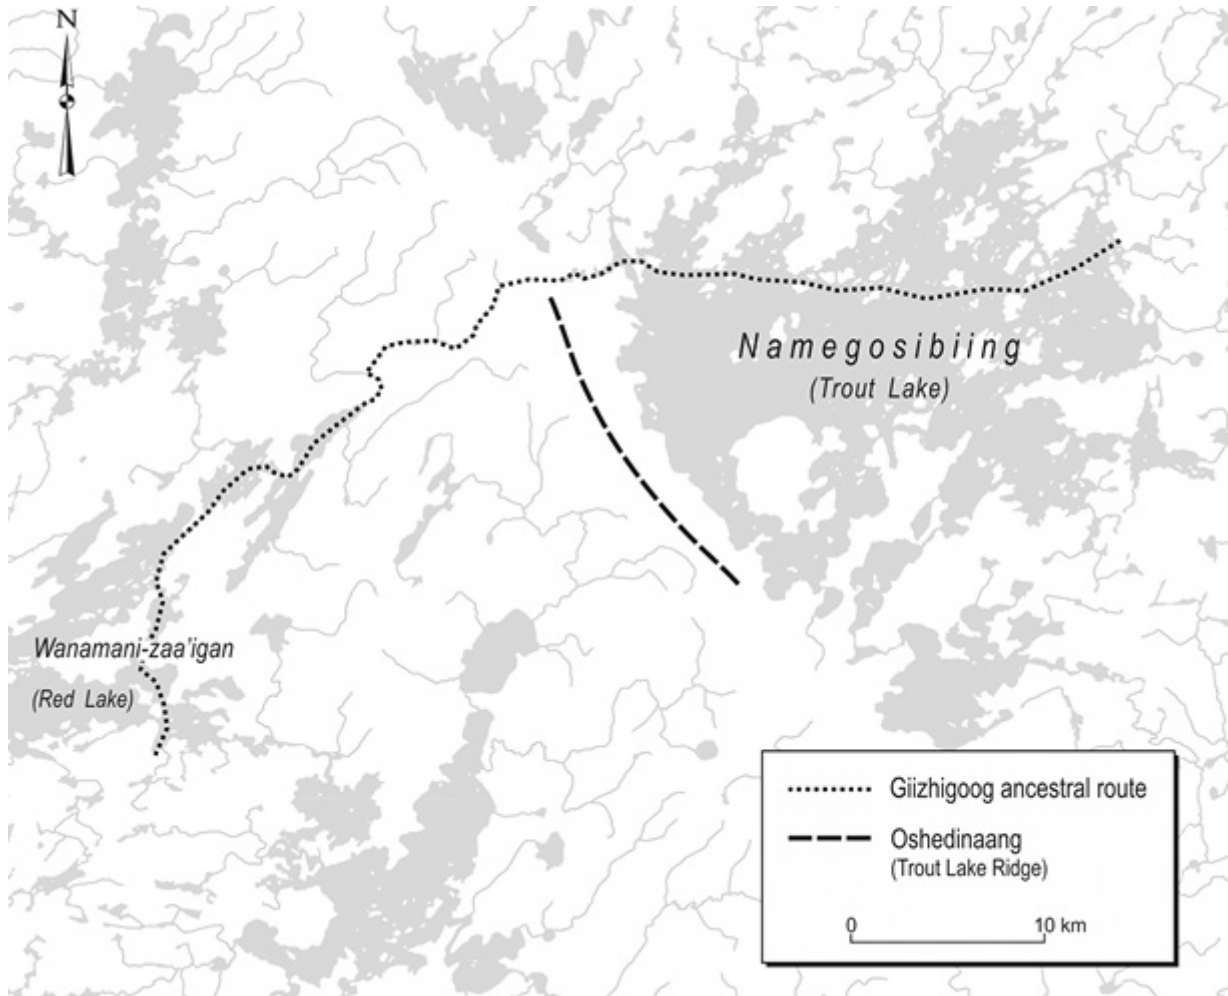 N
Namegosibiing
(Trout Lake)
Wanamani-zaa'igan
(Red Lake)
Giizhigoog ancestral route
Oshedinaang
(Trout Lake Ridge)
0 10 km